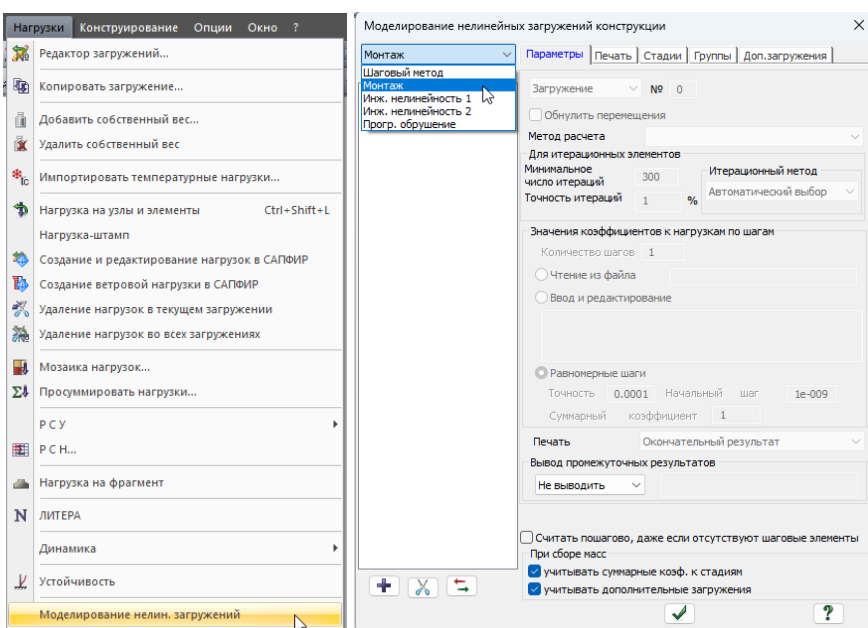 Нагрузки Конструирование Опции Окно ?
Редактор загружений...
Копировать загружение...
Добавить собственный вес...
Удалить собственный вес
Импортировать температурные нагрузки...
Нагрузка на узлы и элементы Ctrl+Shift+L
Нагрузка-штамп
Создание и редактирование нагрузок в САПФИР
Создание ветровой нагрузки в САПФИР
Удаление нагрузок в текущем загружении
Удаление нагрузок во всех загружениях
Мозаика нагрузок...
Просуммировать нагрузки...
Р С У
Р С Н...
Нагрузка на фрагмент
N ЛИТЕРА
Динамика
Устойчивость
Моделирование нелин. загружений
Моделирование нелинейных загружений конструкции
Монтаж
Шаговый метод
Монтаж
Инж. нелинейность 1
Инж. нелинейность 2
Прогр. обрушение
Параметры Печать Стадии Группы Доп.загружения
Загружение № 0
Обнулить перемещения
Метод расчета
Для итерационных элементов
Минимальное
число итераций 300
Точность итераций 1 %
Итерационный метод
Автоматический выбор
Значения коэффициентов к нагрузкам по шагам
Количество шагов 1
Чтение из файла
Ввод и редактирование
Равномерные шаги
Точность 0.0001 Начальный шаг 1e-009
Суммарный коэффициент 1
Печать Окончательный результат
Вывод промежуточных результатов
Не выводить
Считать пошагово, даже если отсутствуют шаговые элементы
При сборе масс
учитывать суммарные коэф. к стадиям
учитывать дополнительные загружения
?